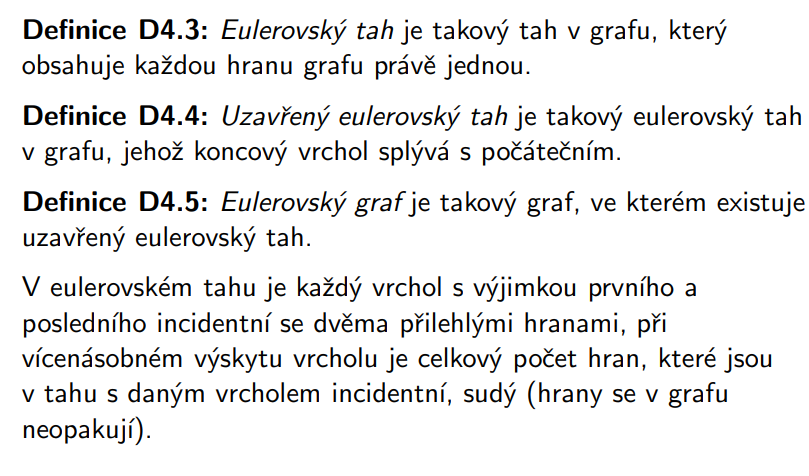 Definice D4.3: Eulerovský tah je takový tah v grafu, který
obsahuje každou hranu grafu právě jednou.
Definice D4.4: Uzavřený eulerovský tah je takový eulerovský tah
v grafu, jehož koncový vrchol splývá s počátečním.
Definice D4.5: Eulerovský graf je takový graf, ve kterém existuje
uzavřený eulerovský tah.
V eulerovském tahu je každý vrchol s výjimkou prvního a
posledního incidentní se dvěma přilehlými hranami, při
vícenásobném výskytu vrcholu je celkový počet hran, které jsou
v tahu s daným vrcholem incidentní, sudý (hrany se v grafu
neopakují).